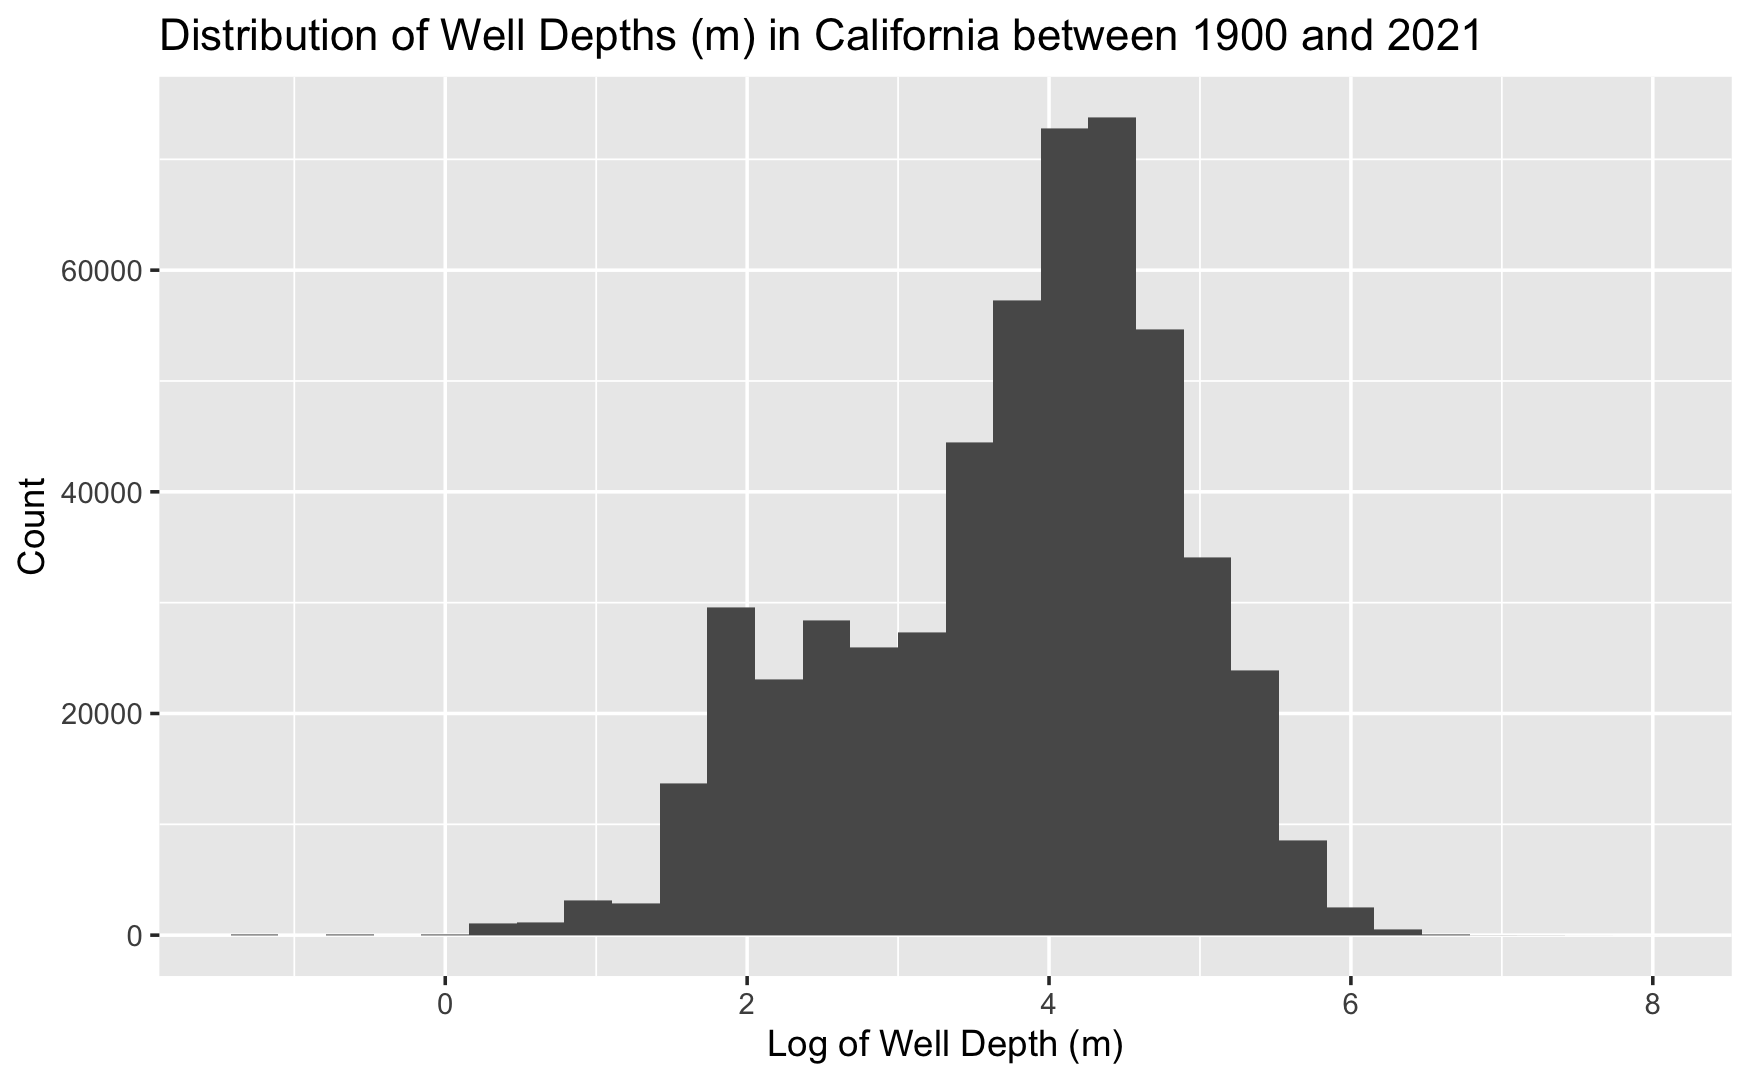 Distribution of Well Depths (m) in California between 1900 and 2021
Count
60000
40000
20000
0
0 2 4 6 8
Log of Well Depth (m)